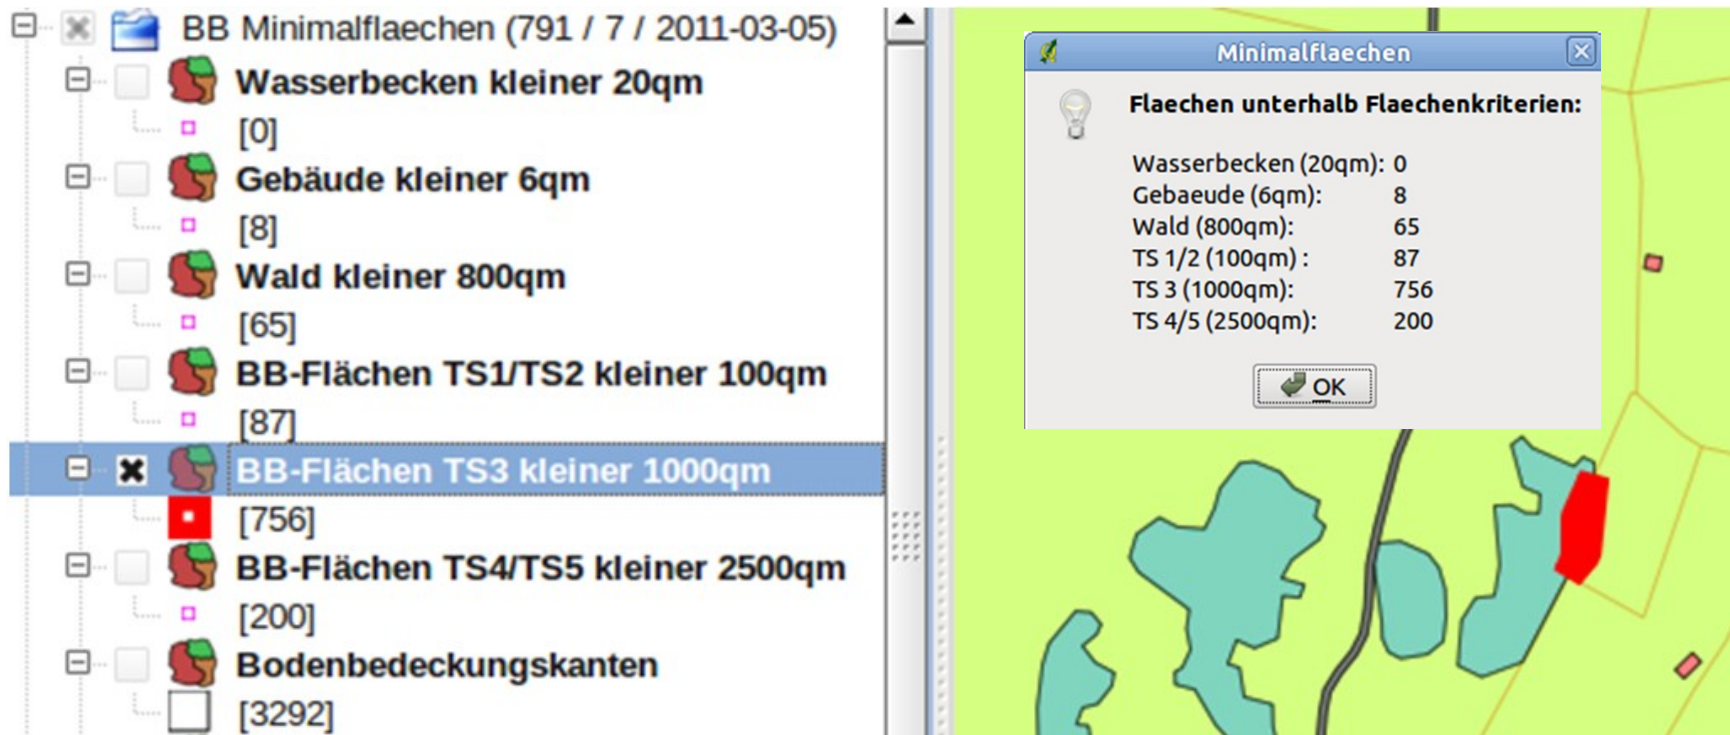 BB Minimalflaechen (791 / 7 / 2011-03-05)
Wasserbecken kleiner 20qm
[0]
Gebäude kleiner 6qm
[8]
Wald kleiner 800qm
[65]
BB-Flächen TS1/TS2 kleiner 100qm
[87]
BB-Flächen TS3 kleiner 1000qm
[756]
BB-Flächen TS4/TS5 kleiner 2500qm
[200]
Bodenbedeckungskanten
[3292]
Minimalflaechen
Flaechen unterhalb Flaechenkriterien:
Wasserbecken (20qm): 0
Gebaeude (6qm): 8
Wald (800qm): 65
TS 1/2 (100qm) : 87
TS 3 (1000qm): 756
TS 4/5 (2500qm): 200
OK